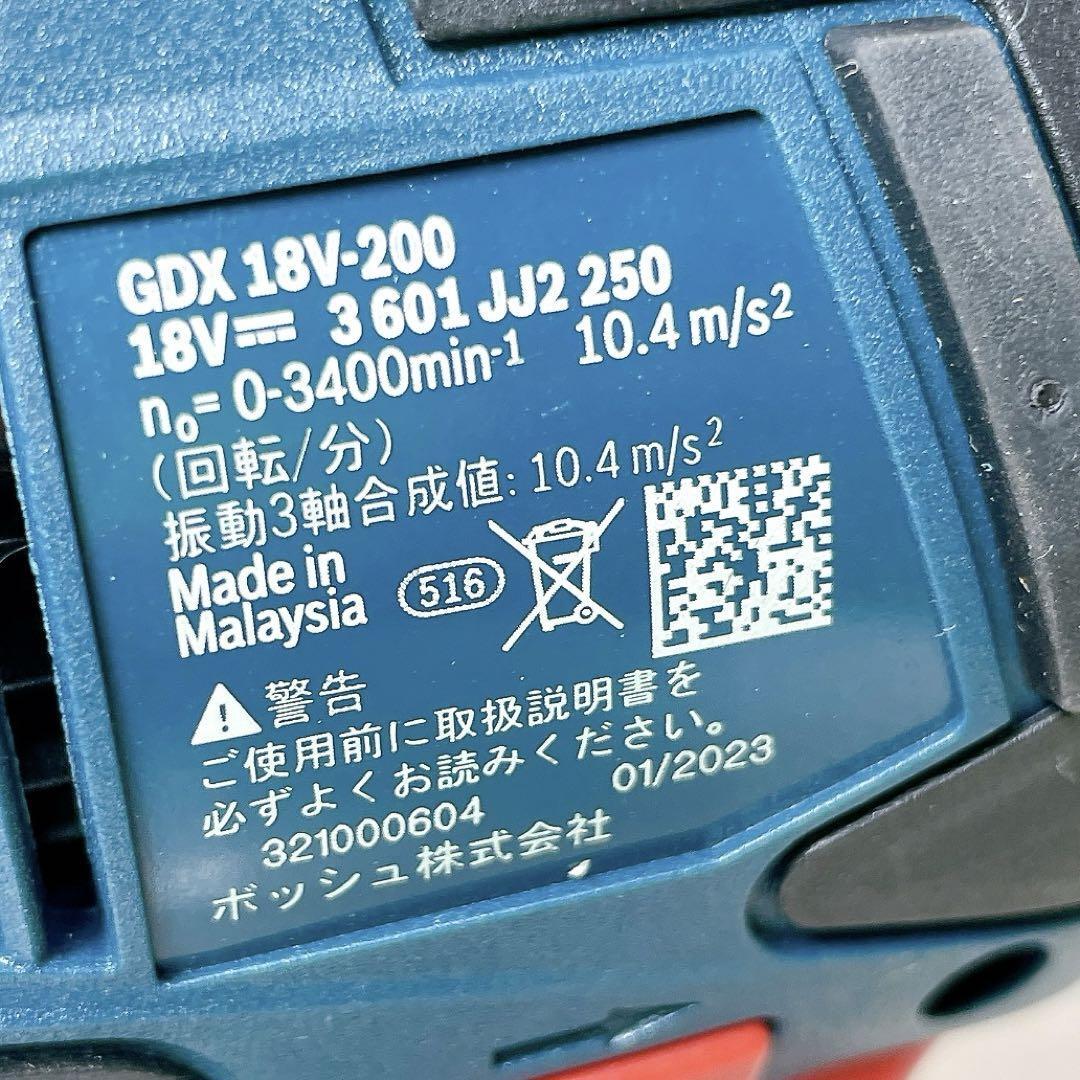 GDX 18V-200
18V⎓ 3 601 JJ2 250
n₀= 0-3400min-¹ 10.4 m/s²
(回転/分)
振動3軸合成値: 10.4 m/s²
Made in
Malaysia
516
警告
ご使用前に取扱説明書を
必ずよくお読みください。
321000604 01/2023
ボッシュ株式会社